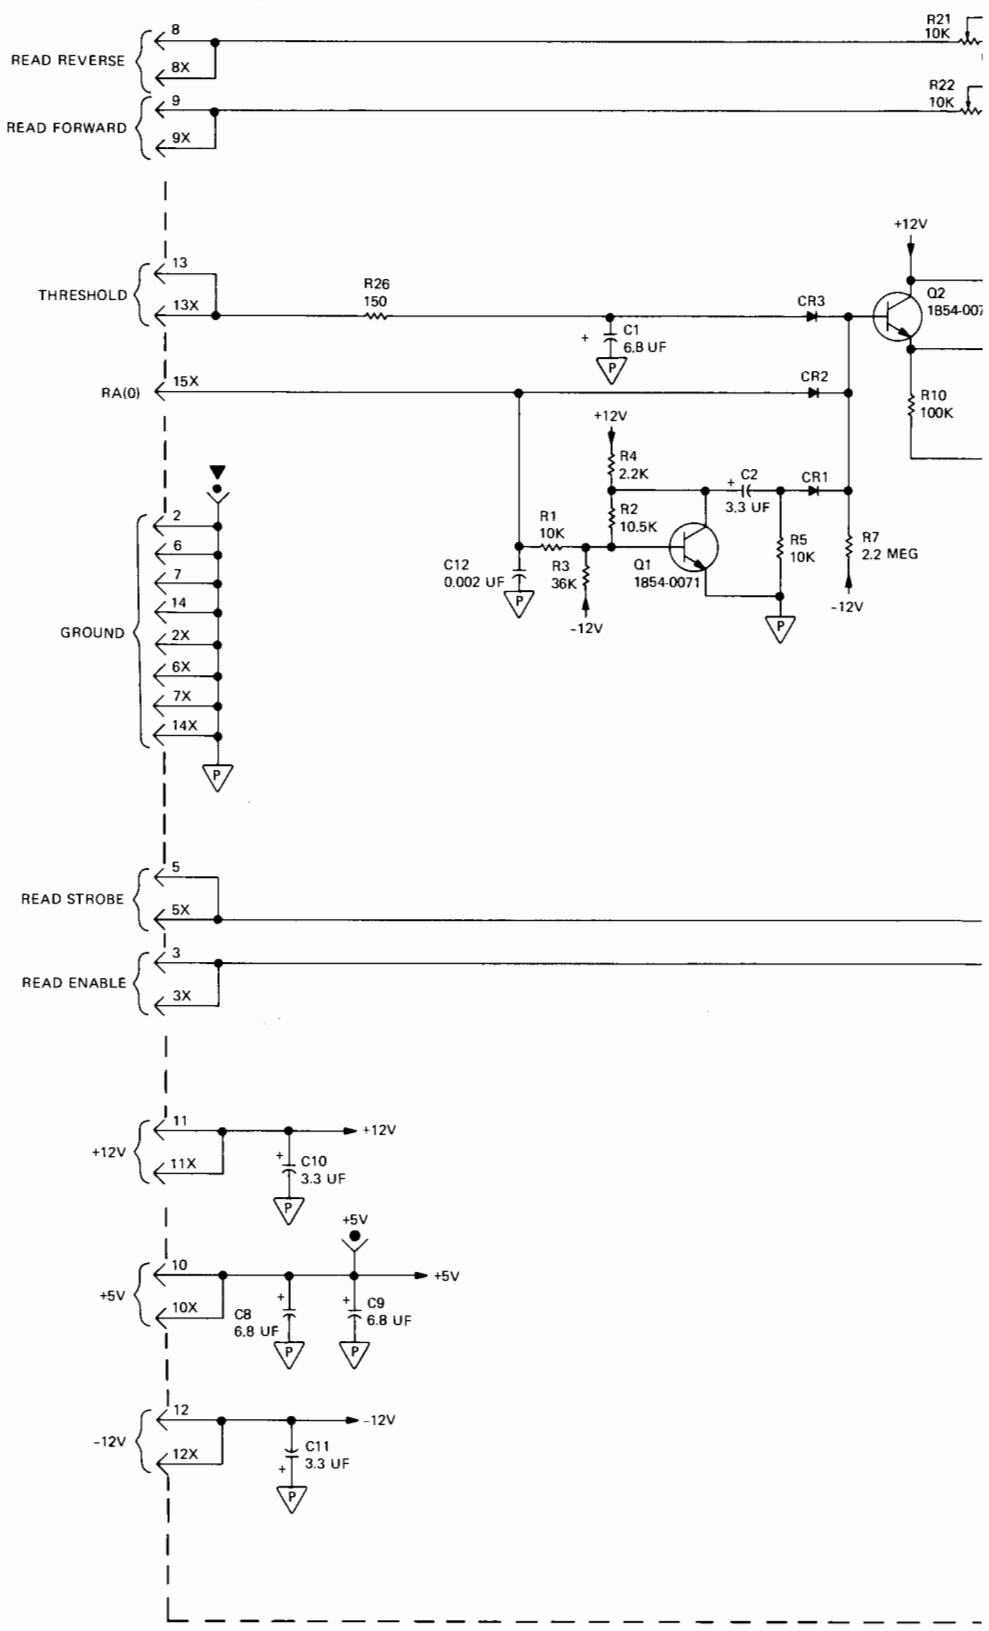 READ REVERSE
8
8X
R21
10K
READ FORWARD
9
9X
R22
10K
THRESHOLD
13
13X
R26
150
+
C1
6.8 UF
P
CR3
+12V
Q2
1854-007
R10
100K
RA(0)
15X
CR2
+12V
R4
2.2K
R2
10.5K
+
C2
3.3 UF
CR1
R1
10K
R3
36K
-12V
Q1
1854-0071
R5
10K
R7
2.2 MEG
-12V
C12
0.002 UF
P
P
GROUND
2
6
7
14
2X
6X
7X
14X
P
READ STROBE
5
5X
READ ENABLE
3
3X
+12V
11
11X
+12V
+
C10
3.3 UF
P
+5V
+5V
10
10X
+5V
C8
6.8 UF
+
P
+
C9
6.8 UF
P
-12V
12
12X
-12V
C11
3.3 UF
+
P